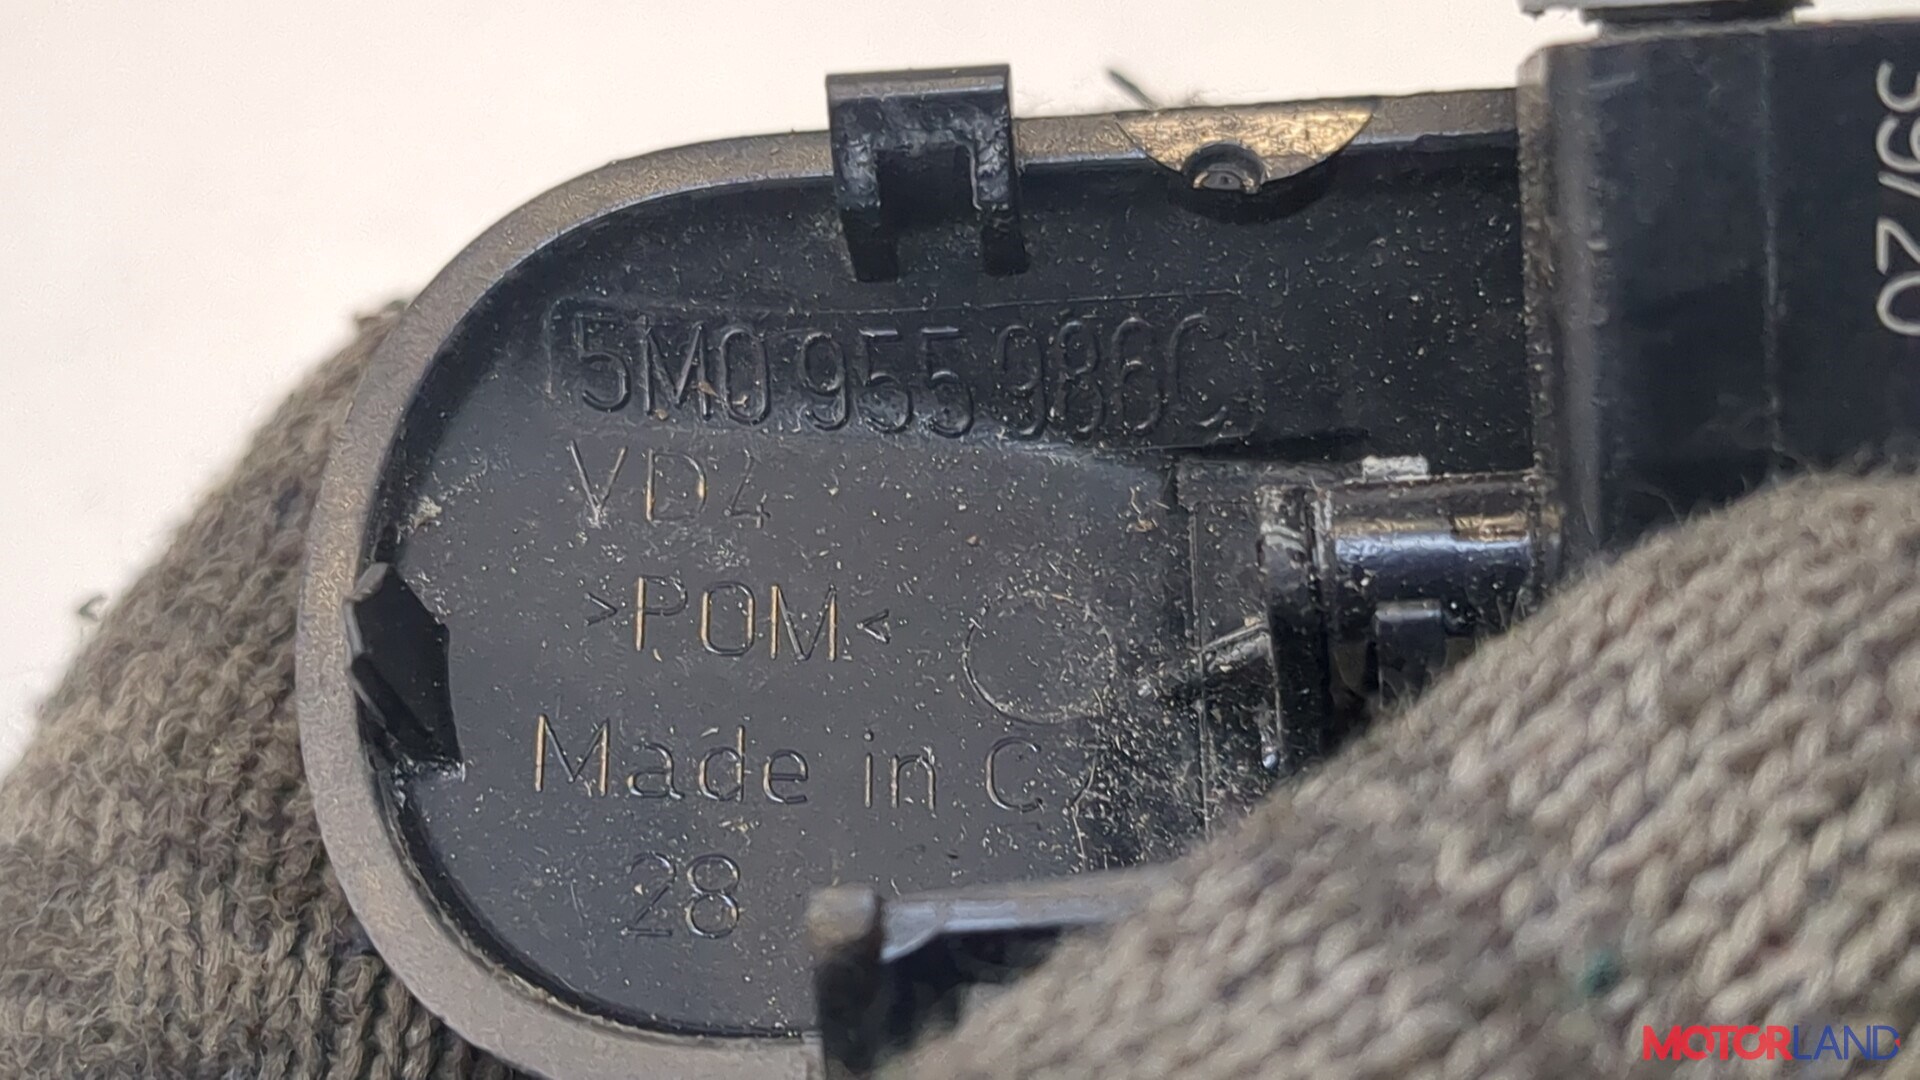 5M0 955 986C
VD4
>POM<
Made in C
28
39/20
MOTORLAND